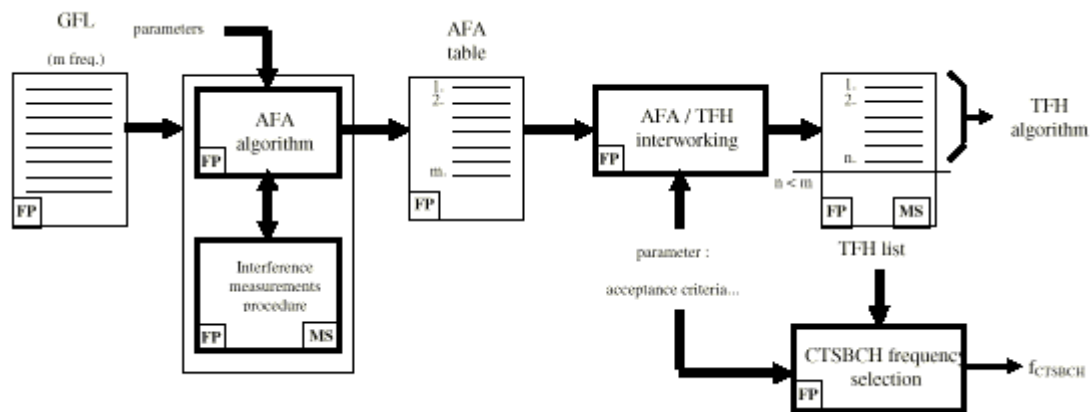 GFL
(m freq.)
FP
parameters
AFA
algorithm
FP
Interference
measurements
procedure
FP
MS
AFA
table
1.
2.
m.
FP
AFA / TFH
interworking
FP
parameter :
acceptance criteria...
1.
2.
n.
n < m
FP
MS
TFH list
TFH
algorithm
CTSBCH frequency
selection
FP
fCTSBCH